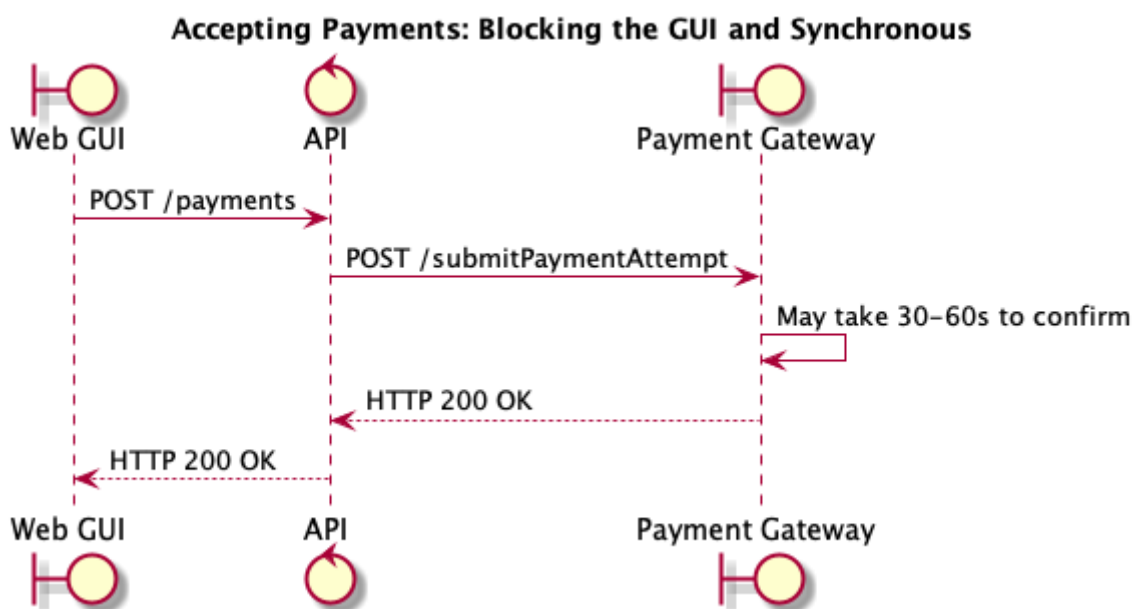 Accepting Payments: Blocking the GUI and Synchronous
Web GUI
API
Payment Gateway
POST /payments
POST /submitPaymentAttempt
May take 30-60s to confirm
HTTP 200 OK
HTTP 200 OK
Web GUI
API
Payment Gateway